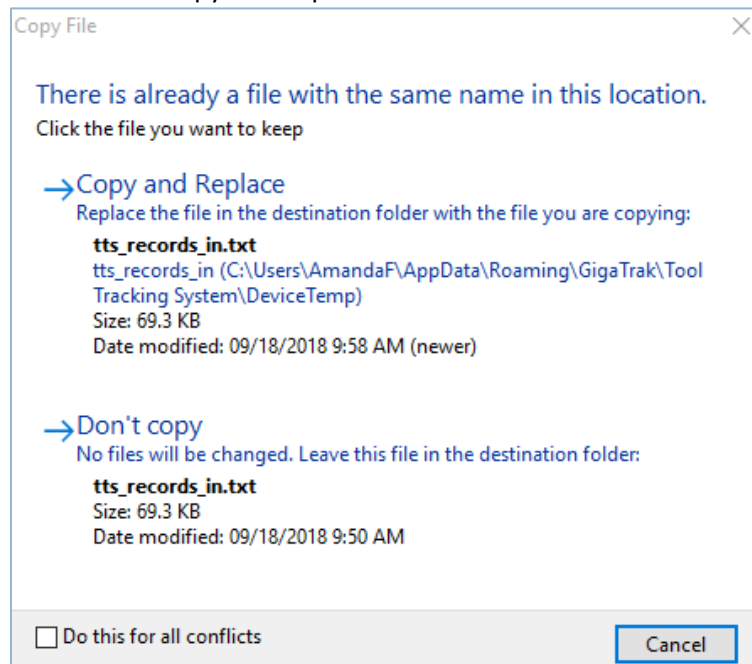 Copy File
There is already a file with the same name in this location.
Click the file you want to keep
Copy and Replace
Replace the file in the destination folder with the file you are copying:
tts_records_in.txt
tts_records_in (C:\Users\AmandaF\AppData\Roaming\GigaTrak\Tool
Tracking System\DeviceTemp)
Size: 69.3 KB
Date modified: 09/18/2018 9:58 AM (newer)
Don't copy
No files will be changed. Leave this file in the destination folder:
tts_records_in.txt
Size: 69.3 KB
Date modified: 09/18/2018 9:50 AM
Do this for all conflicts
Cancel